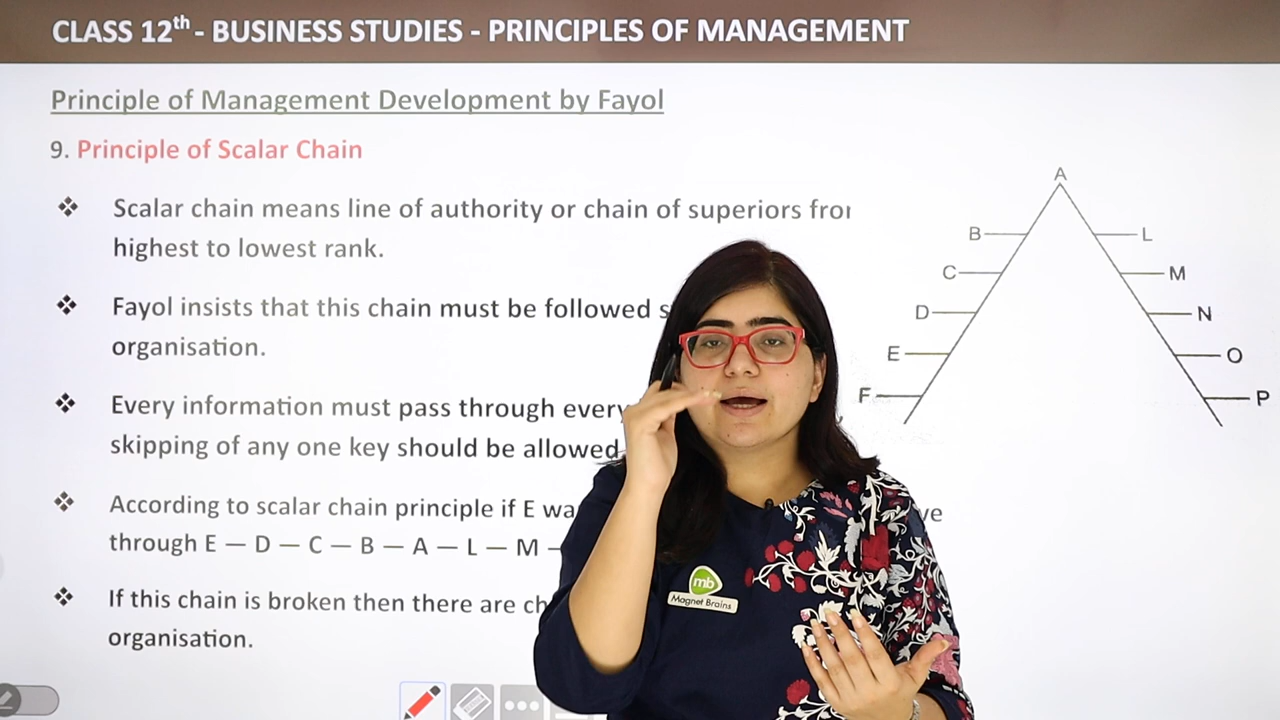 CLASS 12th - BUSINESS STUDIES - PRINCIPLES OF MANAGEMENT
Principle of Management Development by Fayol
9. Principle of Scalar Chain
Scalar chain means line of authority or chain of superiors
highest to lowest rank.
Fayol insists that this chain must be followed
organisation.
Every information must pass through every
skipping of any one key should be allowed
According to scalar chain principle if E
through E — D — C — B — A — L — M —
If this chain is broken then there are
organisation.
A
B L
C M
D N
E O
F P
mb
Magnet Brains